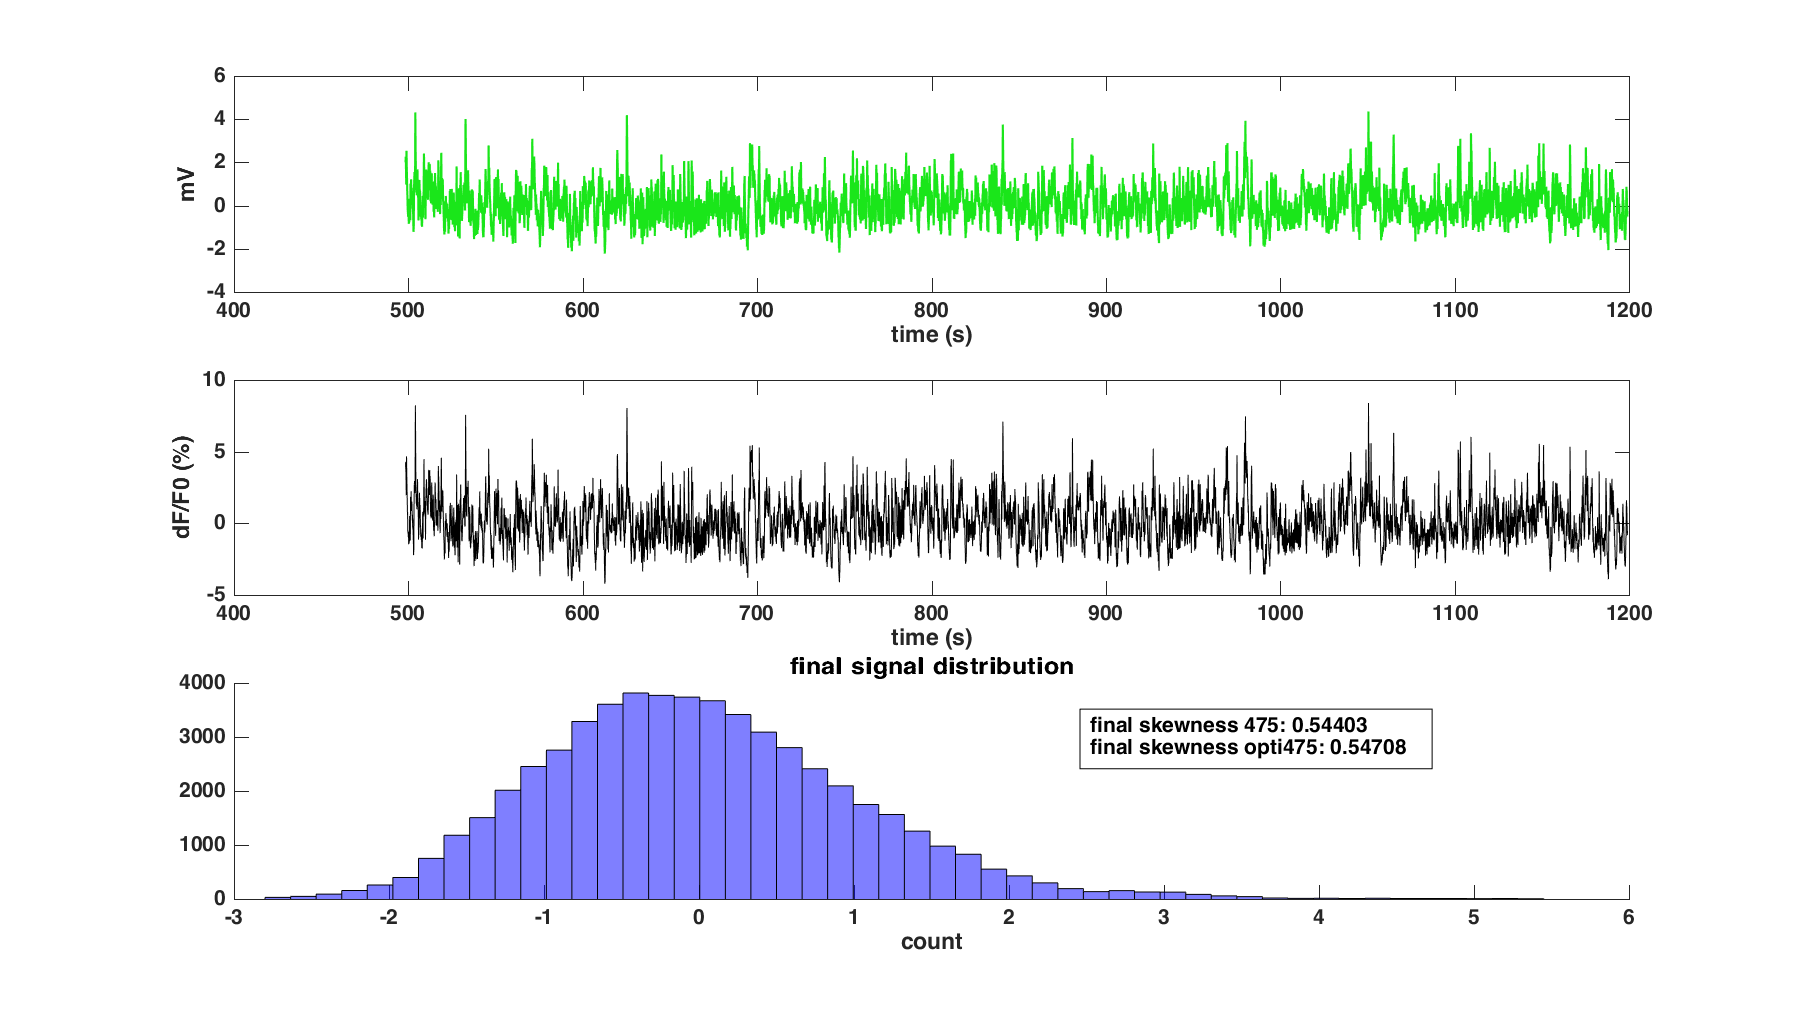 6
4
2
0
-2
-4
mV
400 500 600 700 800 900 1000 1100 1200
time (s)
10
5
0
-5
dF/F0 (%)
400 500 600 700 800 900 1000 1100 1200
time (s)
final signal distribution
4000
3000
2000
1000
0
final skewness 475: 0.54403
final skewness opti475: 0.54708
-3 -2 -1 0 1 2 3 4 5 6
count